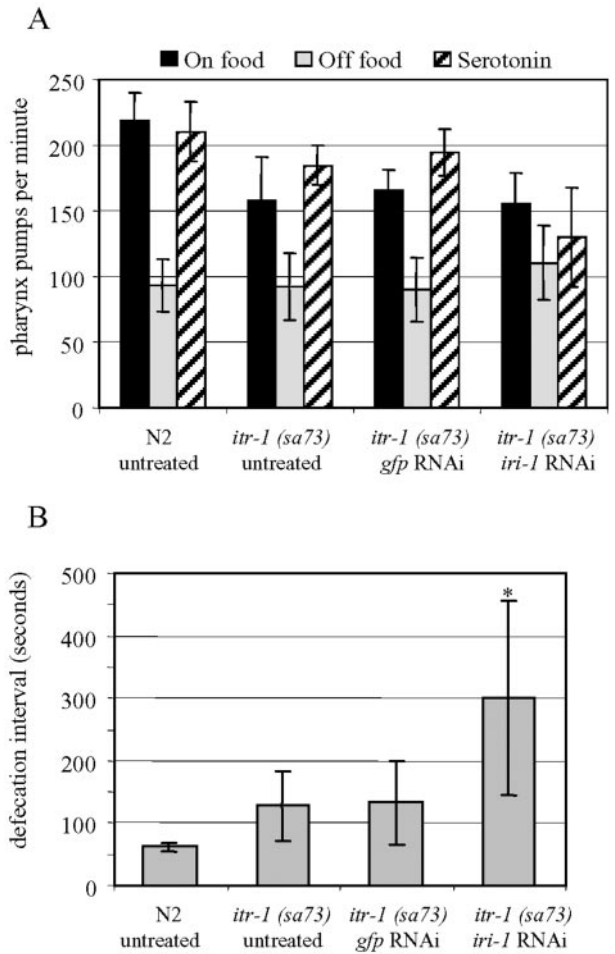 A
On food Off food Serotonin
pharynx pumps per minute
250
200
150
100
50
0
N2 untreated
itr-1 (sa73) untreated
itr-1 (sa73) gfp RNAi
itr-1 (sa73) iri-1 RNAi
B
defecation interval (seconds)
500
400
300
200
100
0
*
N2 untreated
itr-1 (sa73) untreated
itr-1 (sa73) gfp RNAi
itr-1 (sa73) iri-1 RNAi